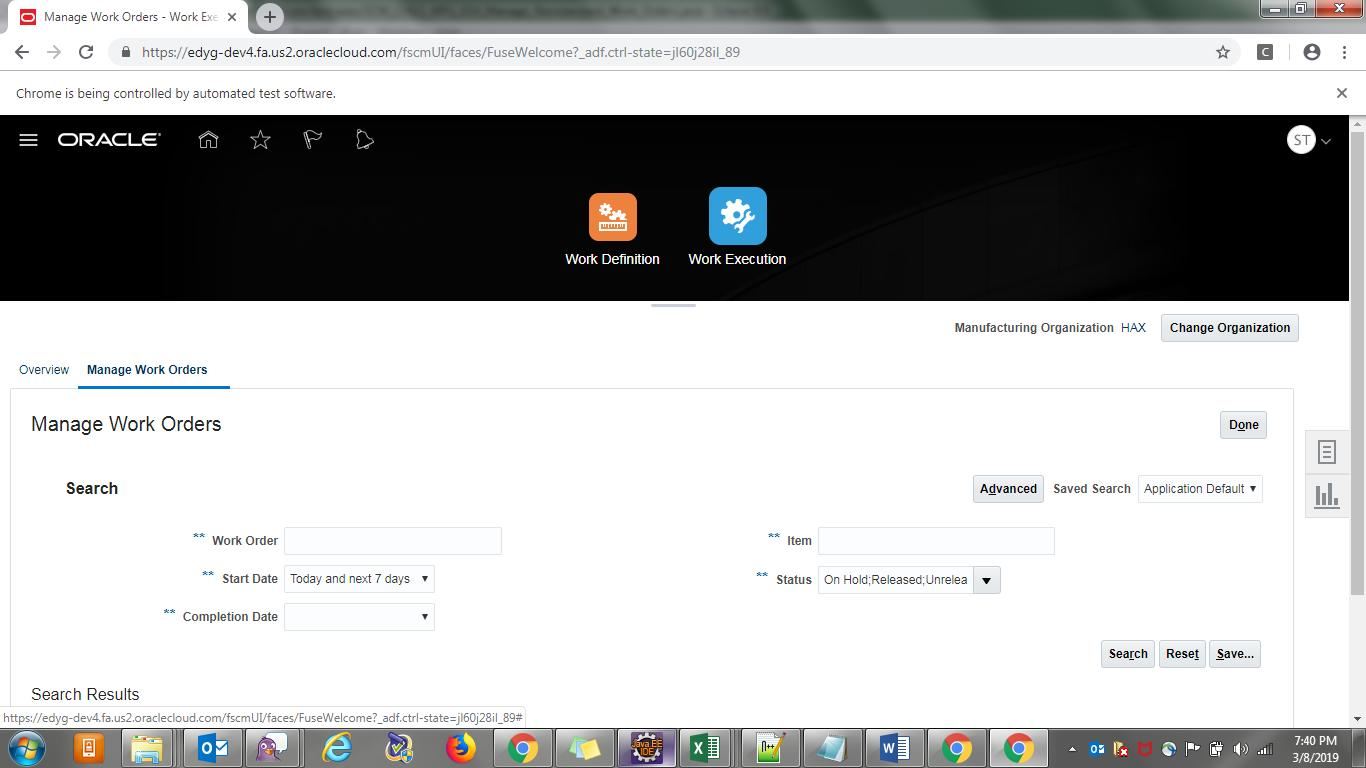 Manage Work Orders - Work Exe
https://edyg-dev4.fa.us2.oraclecloud.com/fscmUI/faces/FuseWelcome?_adf.ctrl-state=jl60j28il_89
C
Chrome is being controlled by automated test software.
ORACLE
ST
Work Definition
Work Execution
Manufacturing Organization HAX Change Organization
Overview Manage Work Orders
Manage Work Orders Done
Search Advanced Saved Search Application Default
** Work Order ** Item
** Start Date Today and next 7 days ** Status On Hold;Released;Unrelea
** Completion Date
Search Reset Save...
Search Results
https://edyg-dev4.fa.us2.oraclecloud.com/fscmUI/faces/FuseWelcome?_adf.ctrl-state=jl60j28il_89#
Java EE
IDE
7:40 PM
3/8/2019